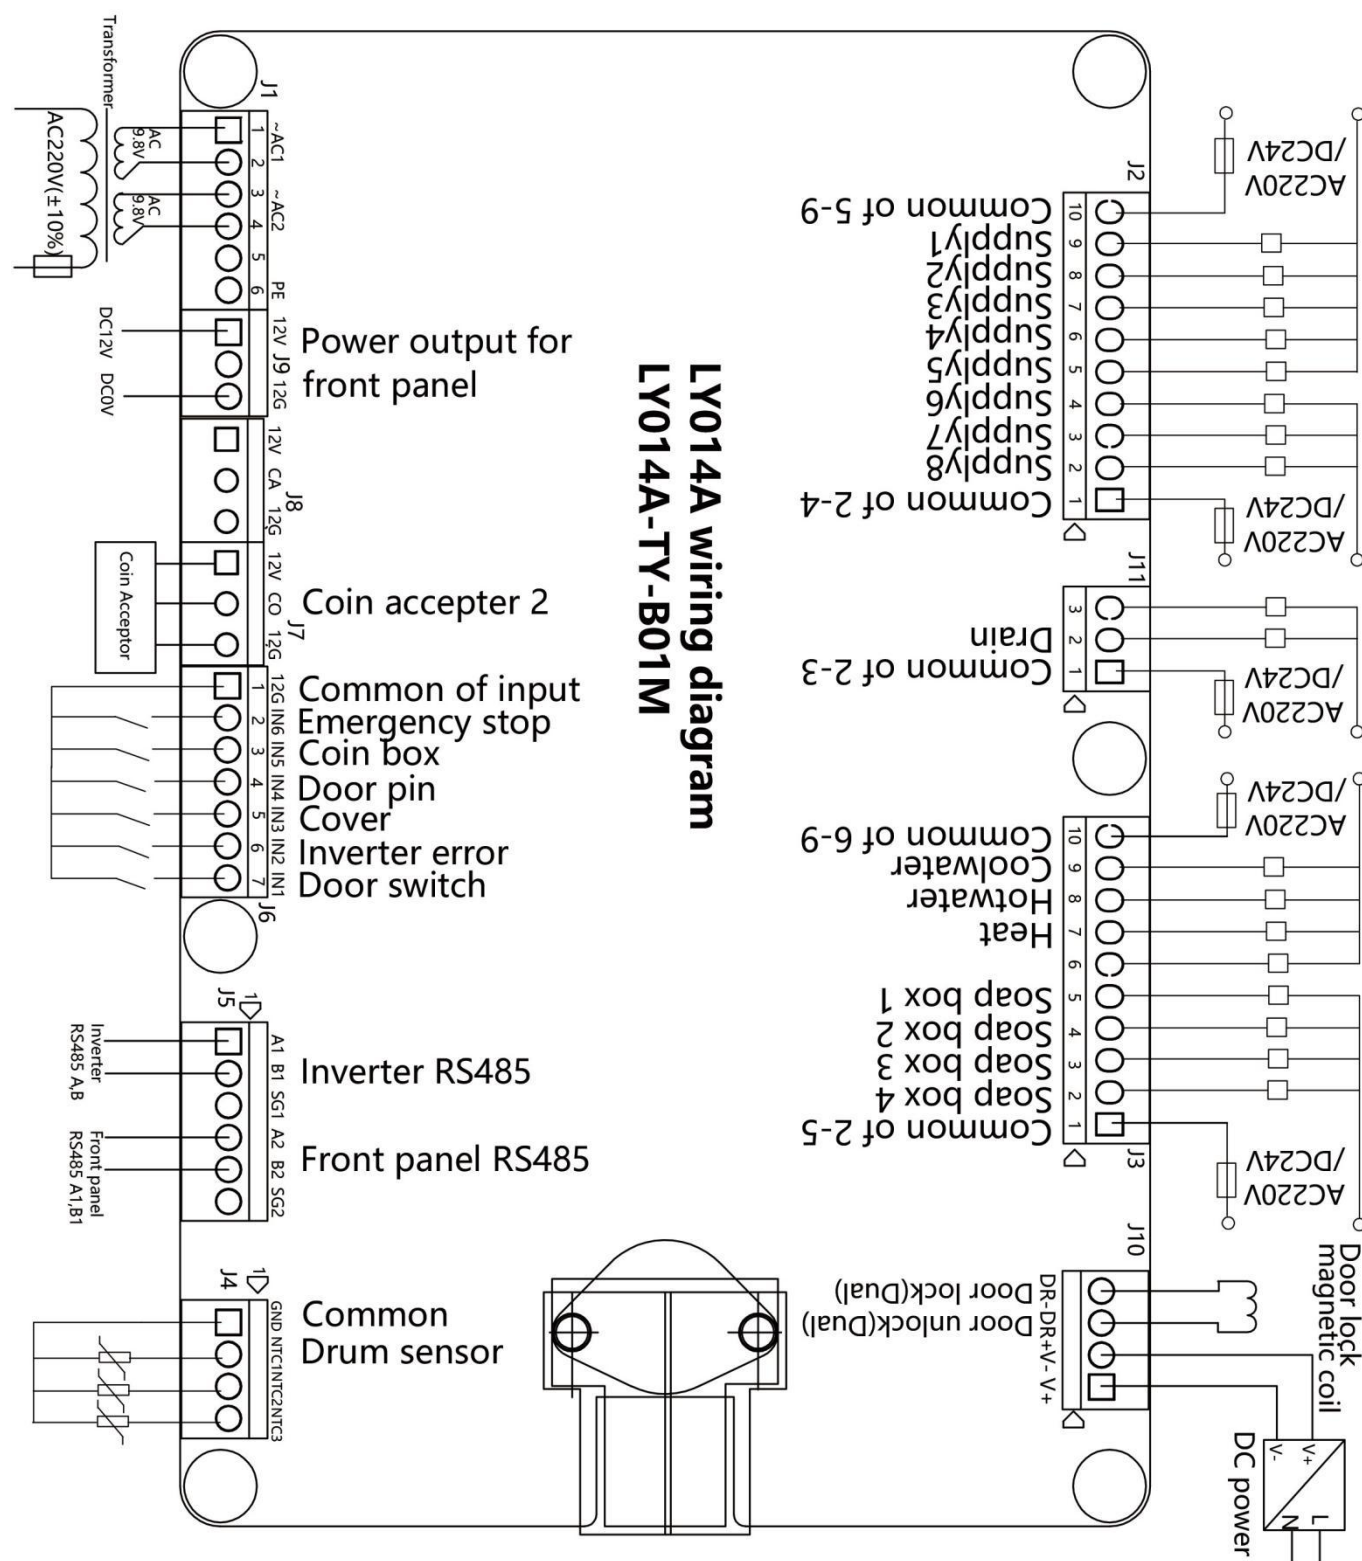 Transformer
AC220V(±10%)
AC
9.8V
AC
9.8V
J1
~AC1
~AC2
PE
1
2
3
4
5
6
DC12V
DC0V
12V
J9
12G
Power output for
front panel
12V
CA
12G
J8
Coin Acceptor
12V
CO
12G
J7
Coin accepter 2
1
2
3
4
5
6
7
12G
IN6
IN5
IN4
IN3
IN2
IN1
J6
Common of input
Emergency stop
Coin box
Door pin
Cover
Inverter error
Door switch
J5
1
A1
B1
SG1
A2
B2
SG2
Inverter
RS485 A,B
Front panel
RS485 A1,B1
Inverter RS485
Front panel RS485
J4
1
GND
NTC1
NTC2
NTC3
Common
Drum sensor
LY014A wiring diagram
LY014A-TY-B01M
J2
Common of 5-9
Supply1
Supply2
Supply3
Supply4
Supply5
Supply6
Supply7
Supply8
Common of 2-4
10
9
8
7
6
5
4
3
2
1
AC220V
/DC24V
AC220V
/DC24V
J11
Drain
Common of 2-3
3
2
1
AC220V
/DC24V
AC220V
/DC24V
Common of 6-9
Coolwater
Hotwater
Heat
Soap box 1
Soap box 2
Soap box 3
Soap box 4
Common of 2-5
10
9
8
7
6
5
4
3
2
1
J3
AC220V
/DC24V
J10
Door lock(Dual)
Door unlock(Dual)
DR-
DR+
V-
V+
Door lock
magnetic coil
DC power
V-
V+
N
L